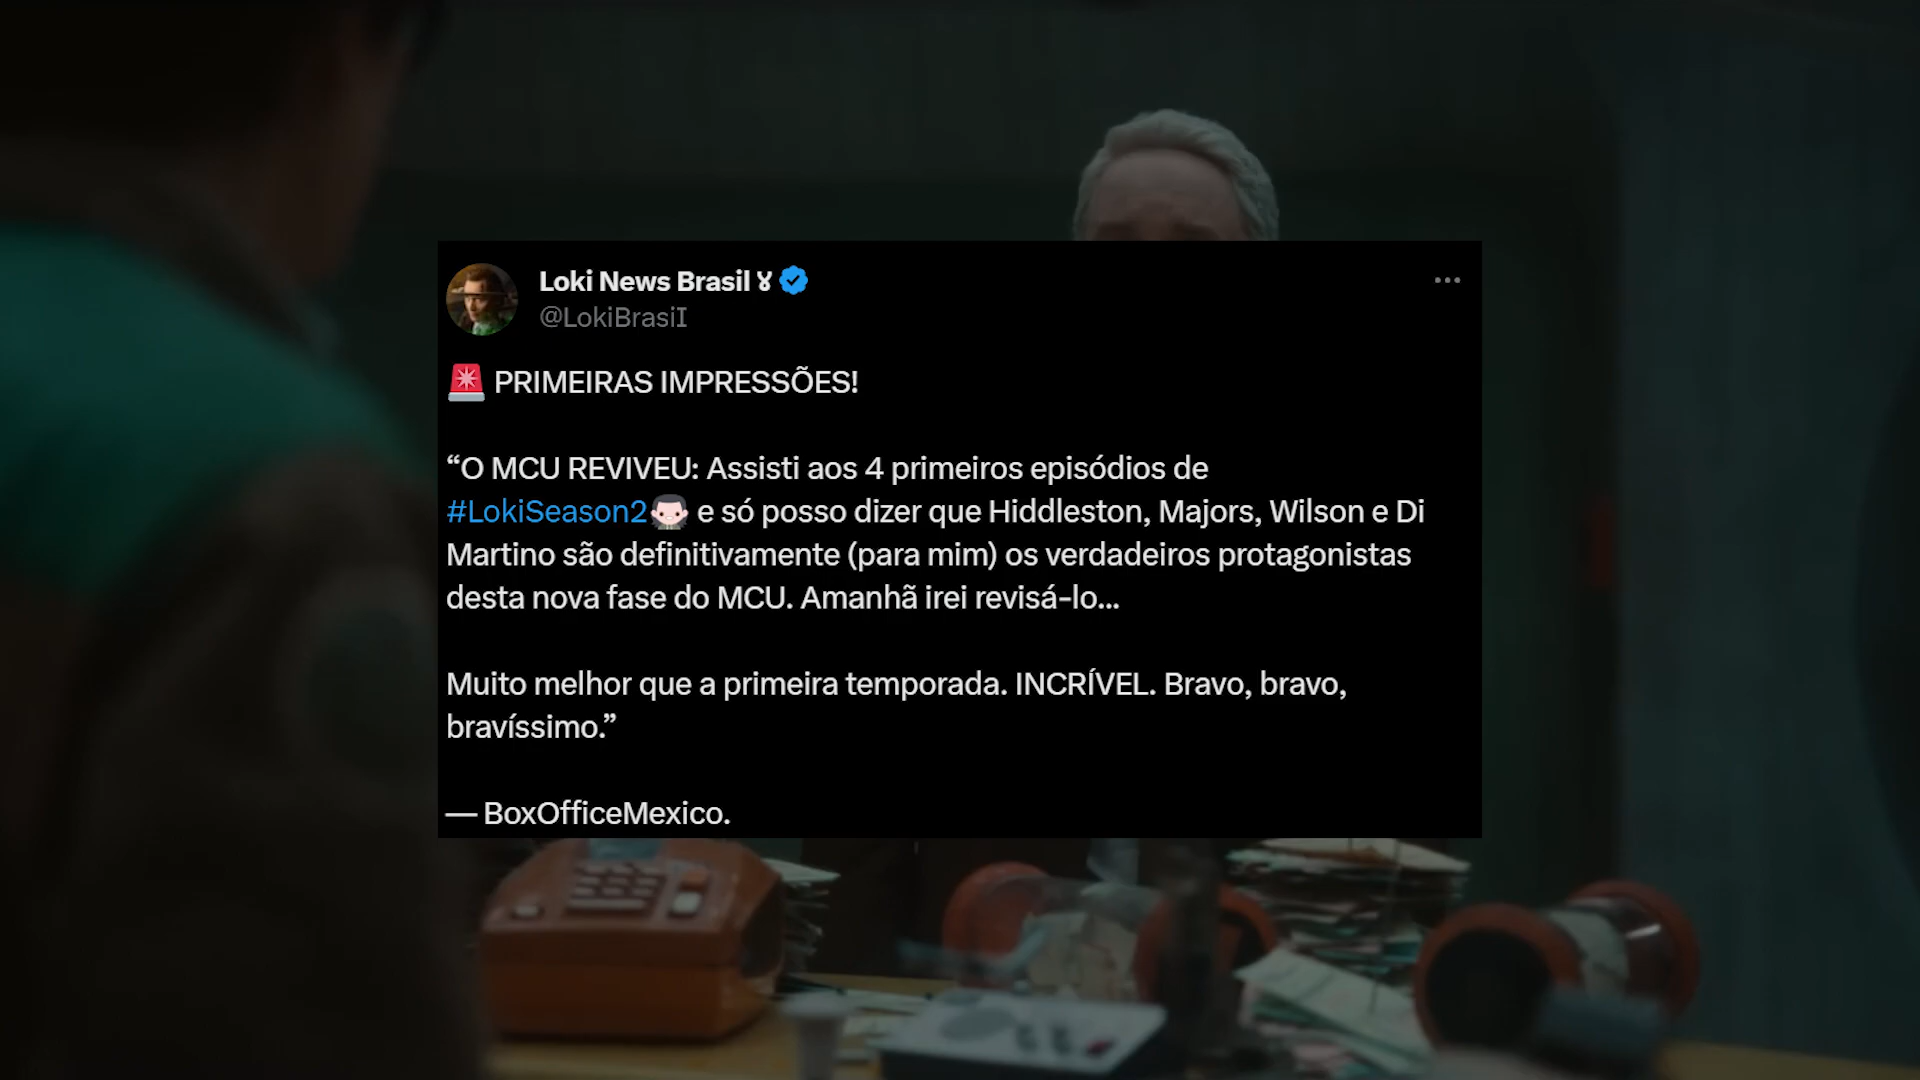 Loki News Brasil ૪
@LokiBrasiI
🚨 PRIMEIRAS IMPRESSÕES!
“O MCU REVIVEU: Assisti aos 4 primeiros episódios de
#LokiSeason2 e só posso dizer que Hiddleston, Majors, Wilson e Di
Martino são definitivamente (para mim) os verdadeiros protagonistas
desta nova fase do MCU. Amanhã irei revisá-lo...
Muito melhor que a primeira temporada. INCRÍVEL. Bravo, bravo,
bravíssimo.”
— BoxOfficeMexico.